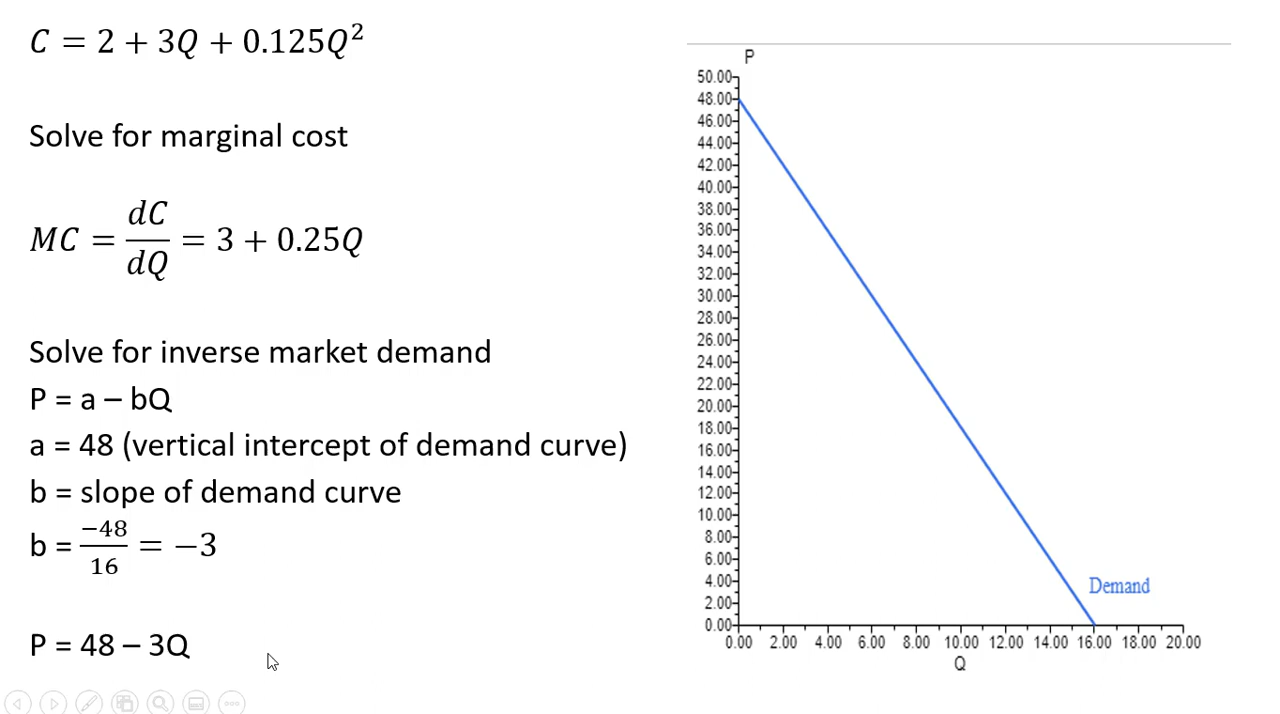 C = 2 + 3Q + 0.125Q²
Solve for marginal cost
MC = dC/dQ = 3 + 0.25Q
Solve for inverse market demand
P = a – bQ
a = 48 (vertical intercept of demand curve)
b = slope of demand curve
b = −48/16 = −3
P = 48 – 3Q
P
50.00
48.00
46.00
44.00
42.00
40.00
38.00
36.00
34.00
32.00
30.00
28.00
26.00
24.00
22.00
20.00
18.00
16.00
14.00
12.00
10.00
8.00
6.00
4.00
2.00
0.00
Demand
0.00 2.00 4.00 6.00 8.00 10.00 12.00 14.00 16.00 18.00 20.00
Q